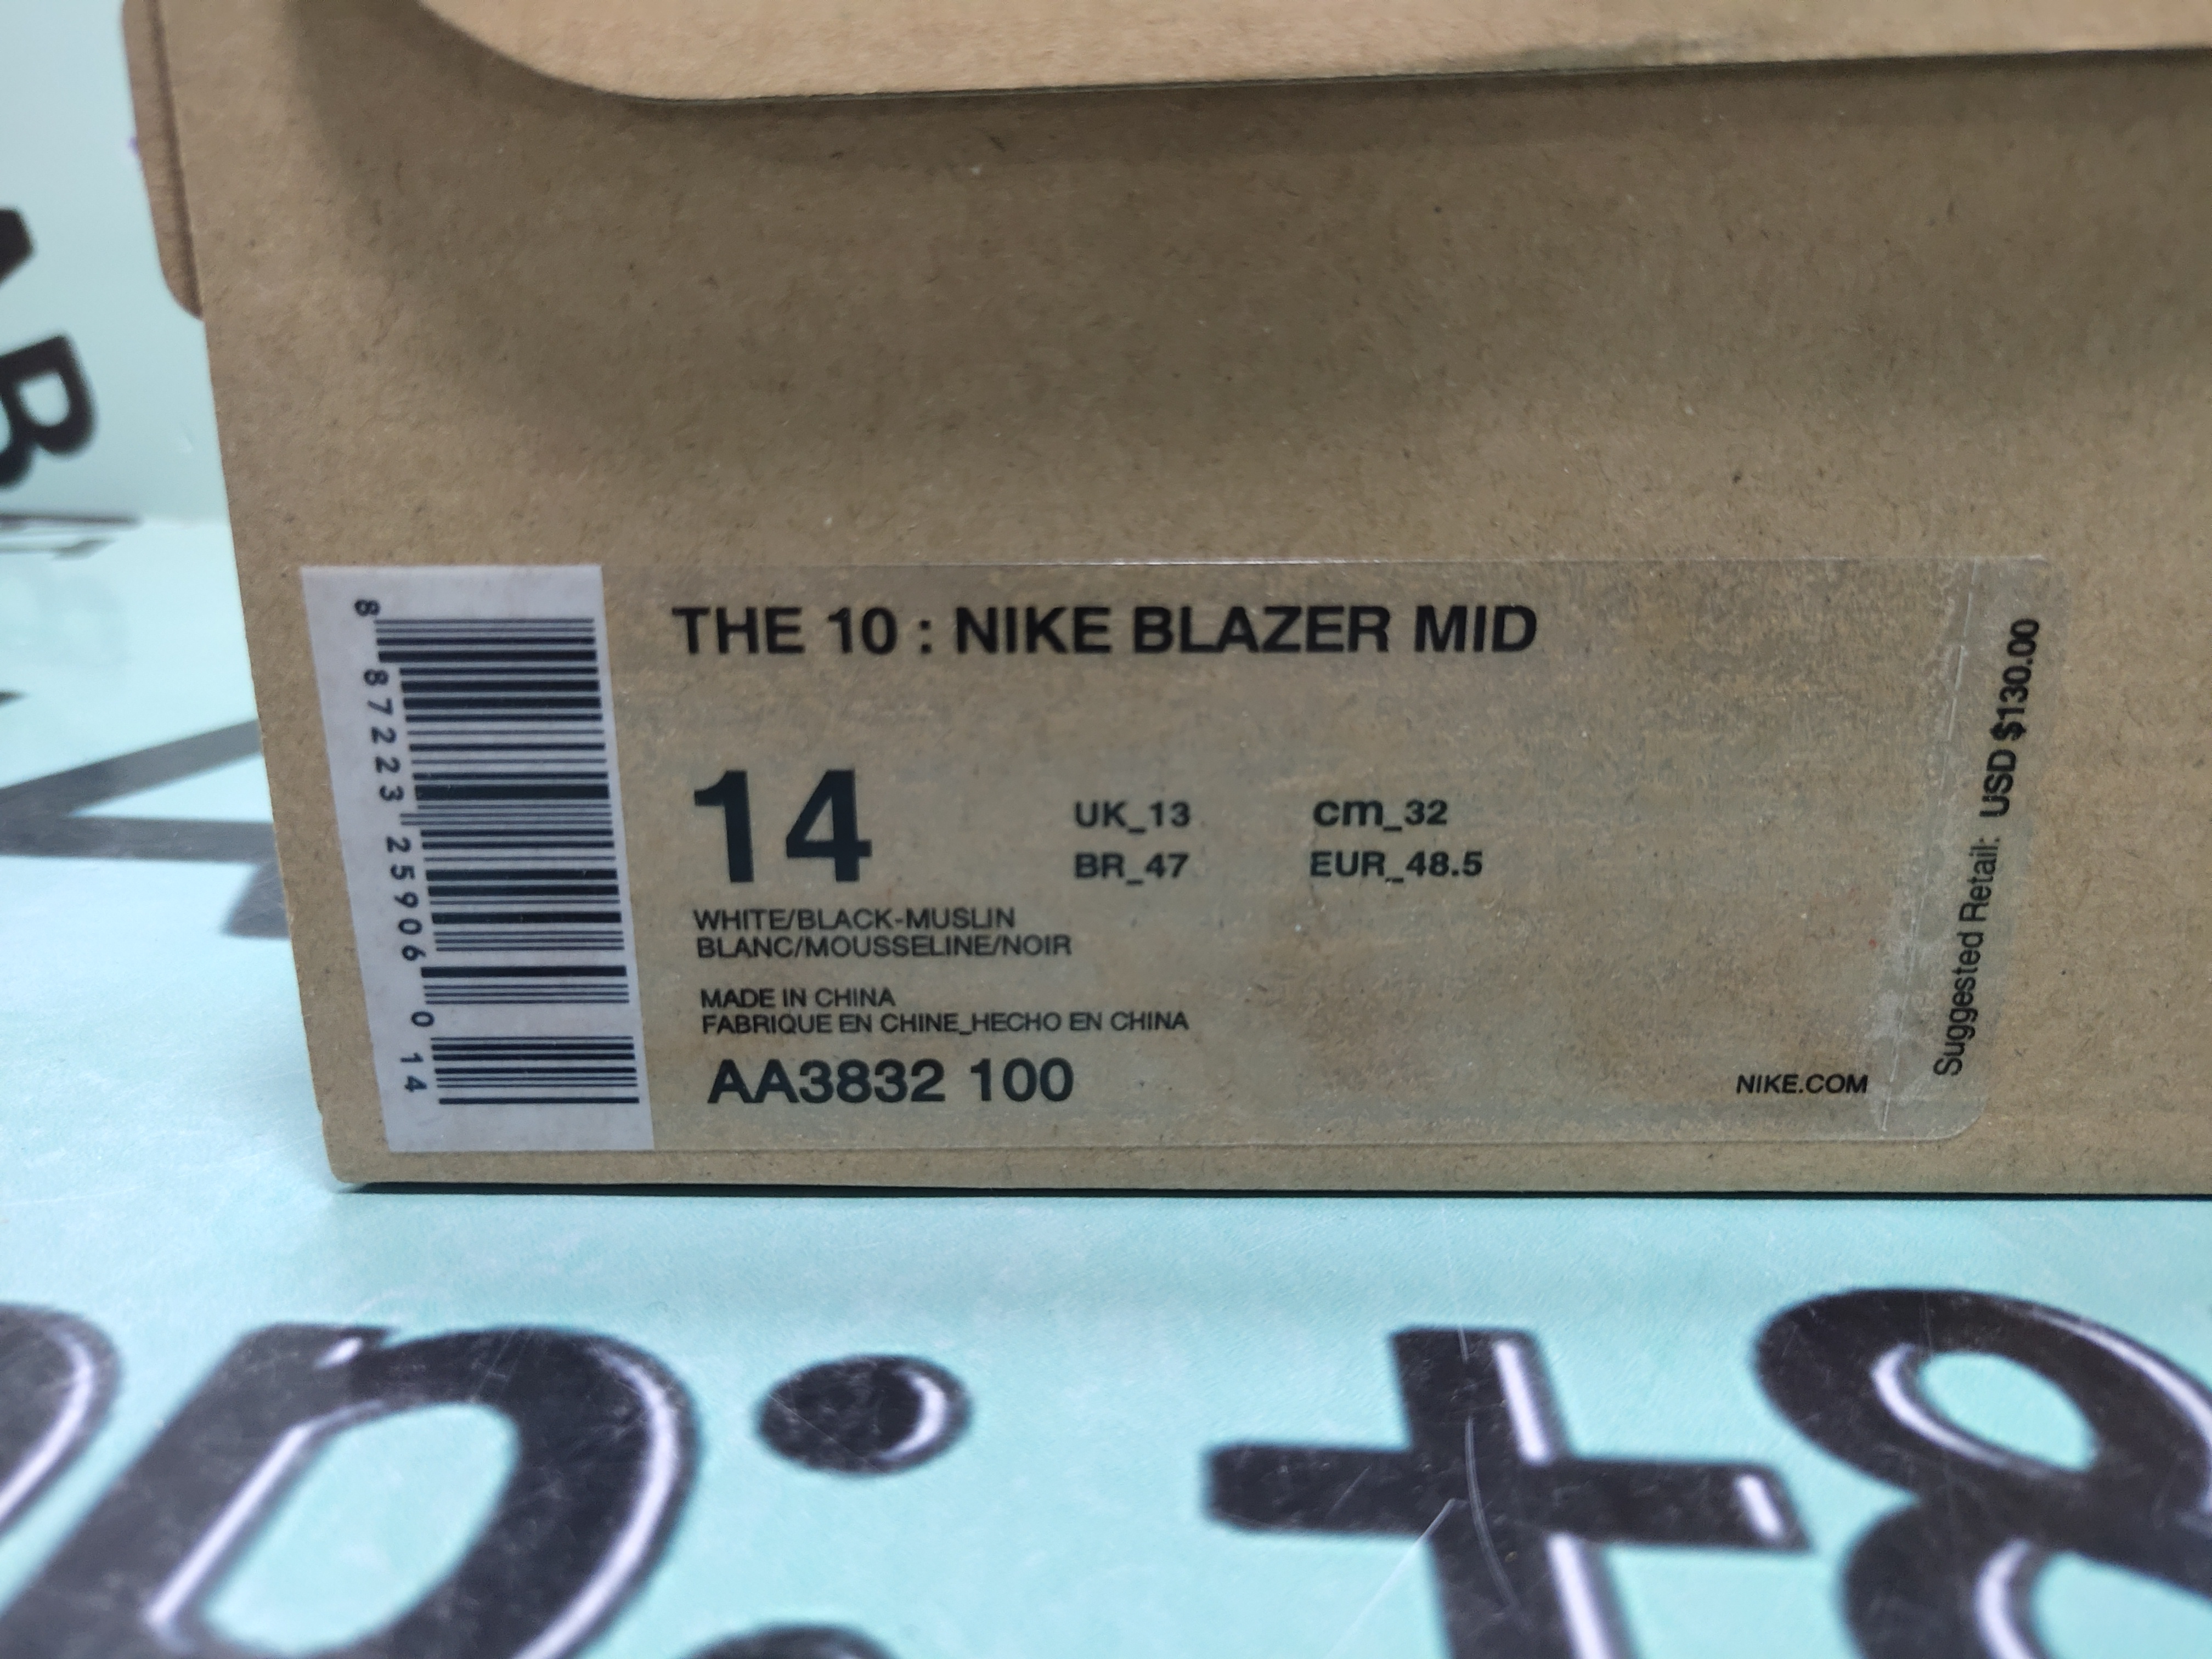 THE 10 : NIKE BLAZER MID
14
UK_13
cm_32
BR_47
EUR_48.5
WHITE/BLACK-MUSLIN
BLANC/MOUSSELINE/NOIR
MADE IN CHINA
FABRIQUE EN CHINE_HECHO EN CHINA
AA3832 100
NIKE.COM
Suggested Retail: USD $130.00
8 87223 25906 0 14